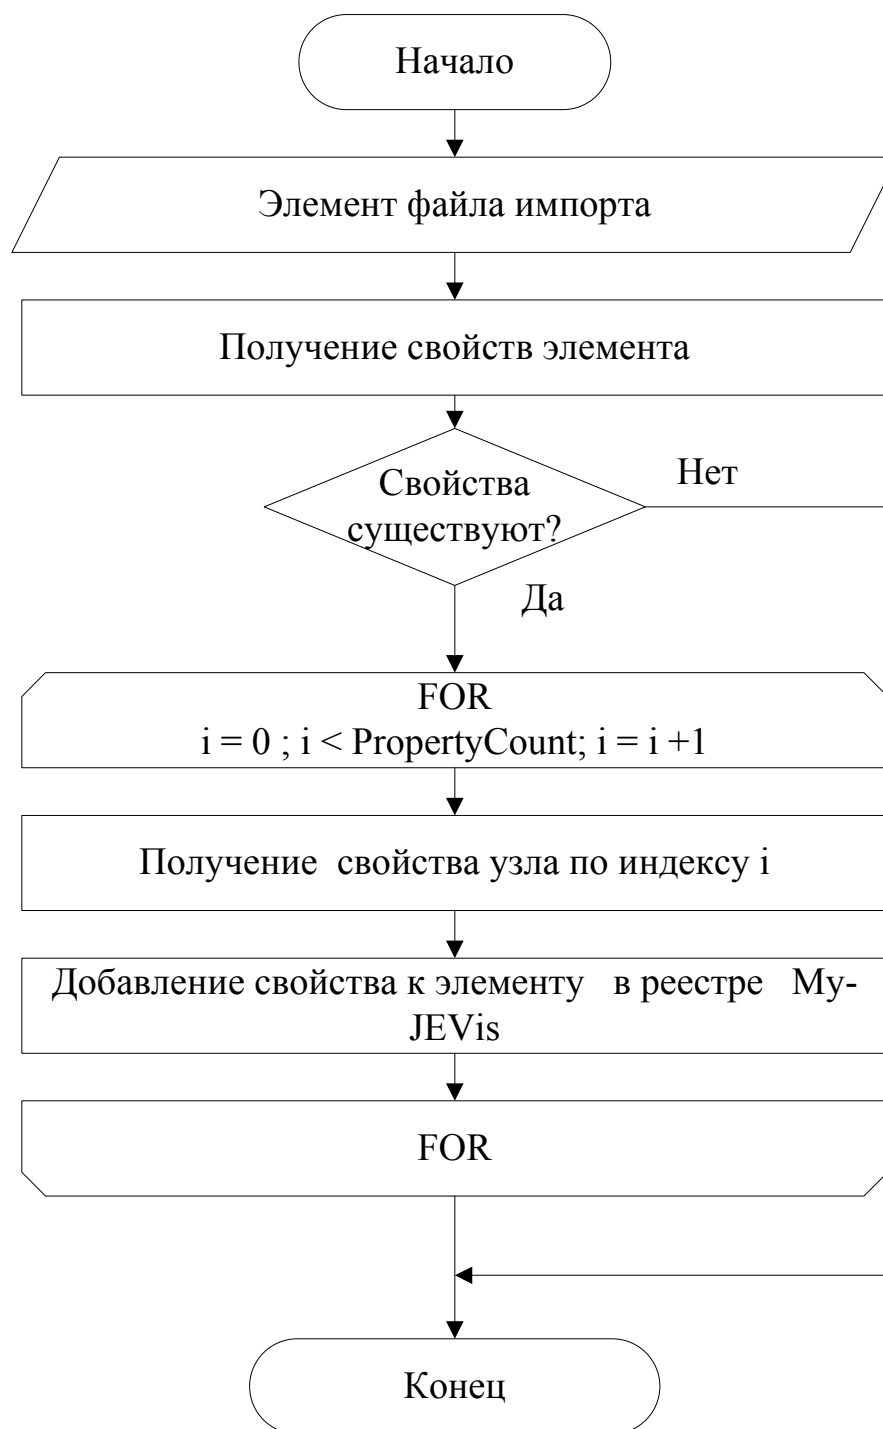 Начало
Элемент файла импорта
Получение свойств элемента
Свойства
существуют?
Нет
Да
FOR
i = 0 ; i < PropertyCount; i = i +1
Получение свойства узла по индексу i
Добавление свойства к элементу в реестре My-
JEVis
FOR
Конец